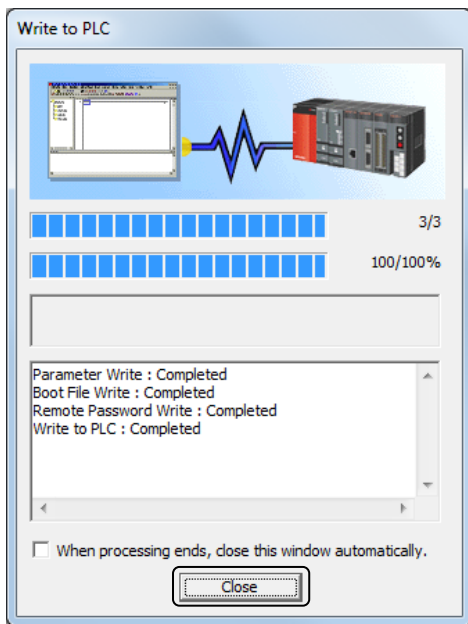 Write to PLC
3/3
100/100%
Parameter Write : Completed
Boot File Write : Completed
Remote Password Write : Completed
Write to PLC : Completed
When processing ends, close this window automatically.
Close